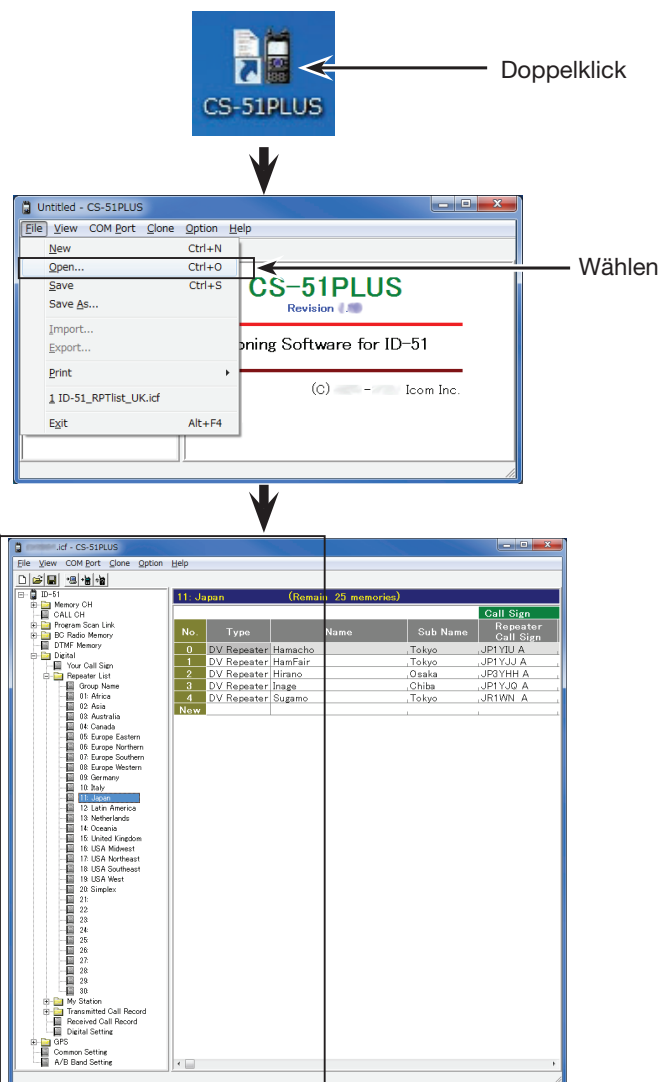 CS-51PLUS
Doppelklick
Untitled - CS-51PLUS
File View COM Port Clone Option Help
New Ctrl+N
Open... Ctrl+O
Wählen
Save Ctrl+S
Save As...
Import...
Export...
Print
1 ID-51_RPTlist_UK.icf
Exit Alt+F4
CS-51PLUS
Revision
ning Software for ID-51
(C) - Icom Inc.
.icf - CS-51PLUS
File View COM Port Clone Option Help
ID-51
Memory CH
CALL CH
Program Scan Link
BC Radio Memory
DTMF Memory
Digital
Your Call Sign
Repeater List
Group Name
01: Africa
02: Asia
03: Australia
04: Canada
05: Europe Eastern
06: Europe Northern
07: Europe Southern
08: Europe Western
09: Germany
10: Italy
11: Japan
12: Latin America
13: Netherlands
14: Oceania
15: United Kingdom
16: USA Midwest
17: USA Northeast
18: USA Southeast
19: USA West
20: Simplex
21:
22:
23:
24:
25:
26:
27:
28:
29:
30:
My Station
Transmitted Call Record
Received Call Record
Digital Setting
GPS
Common Setting
A/B Band Setting
11: Japan (Remain 25 memories)
Call Sign
No. Type Name Sub Name Repeater Call Sign
0 DV Repeater Hamacho ,Tokyo ,JP1YIU A
1 DV Repeater HamFair ,Tokyo ,JP1YJJ A
2 DV Repeater Hirano ,Osaka ,JP3YHH A
3 DV Repeater Inage ,Chiba ,JP1YJQ A
4 DV Repeater Sugamo ,Tokyo ,JR1WN A
New